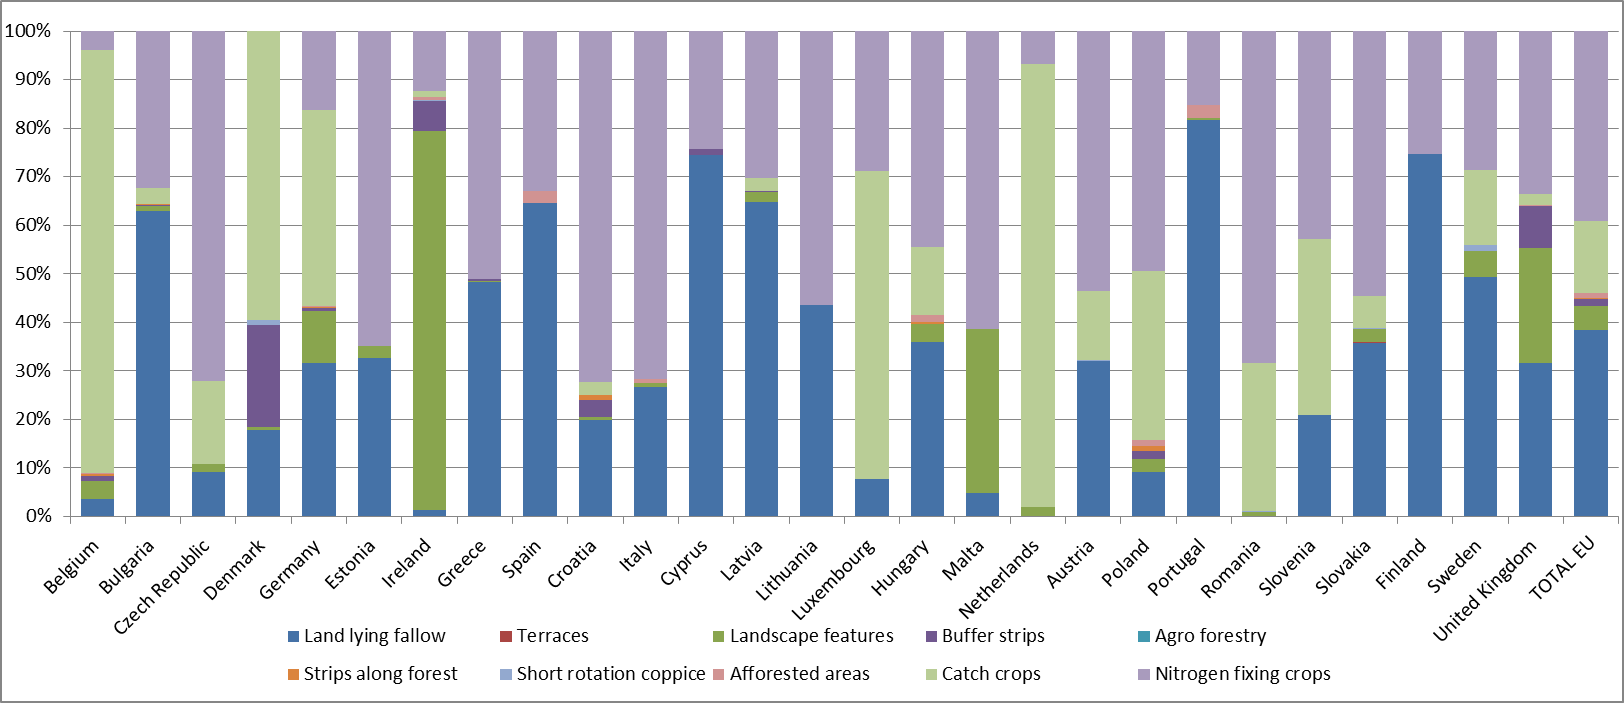 100%
90%
80%
70%
60%
50%
40%
30%
20%
10%
0%
Belgium
Bulgaria
Czech Republic
Denmark
Germany
Estonia
Ireland
Greece
Spain
Croatia
Italy
Cyprus
Latvia
Lithuania
Luxembourg
Hungary
Malta
Netherlands
Austria
Poland
Portugal
Romania
Slovenia
Slovakia
Finland
Sweden
United Kingdom
TOTAL EU
Land lying fallow Terraces Landscape features Buffer strips Agro forestry
Strips along forest Short rotation coppice Afforested areas Catch crops Nitrogen fixing crops